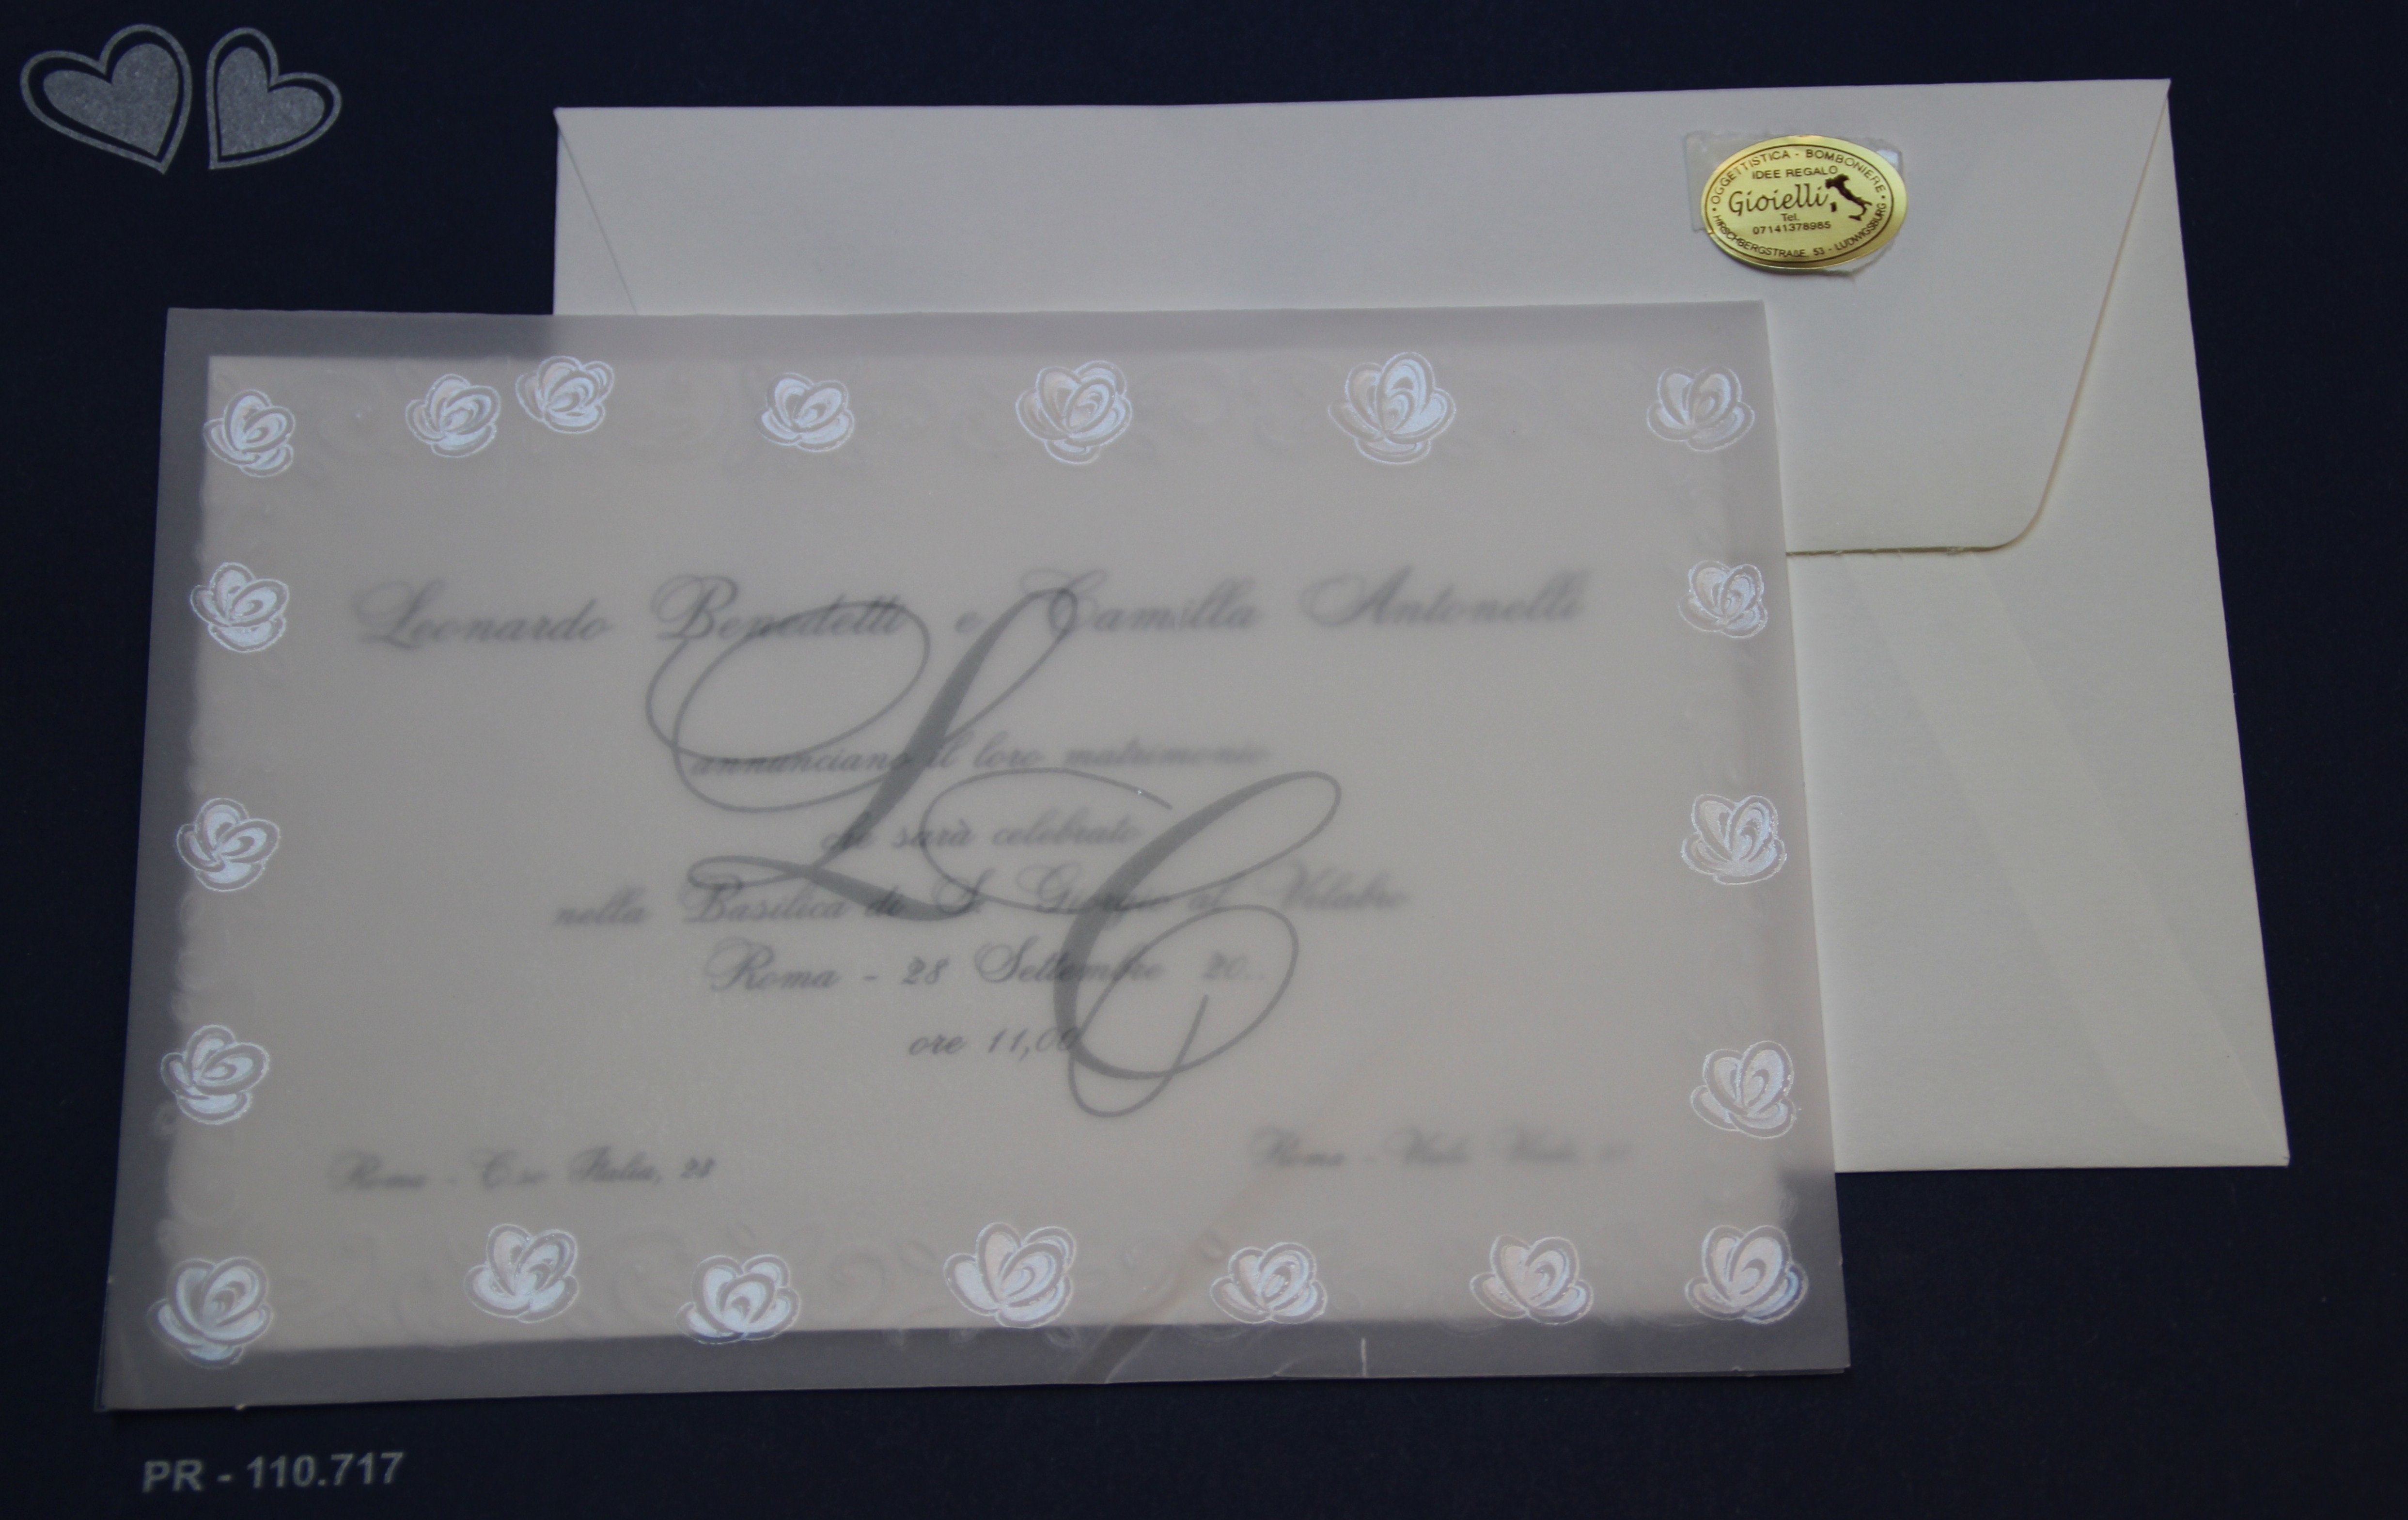 OGGETTISTICA - BOMBONIERE
IDEE REGALO
Gioielli
Tel.
07141378985
HIRSCHBERGSTRAßE, 53 - LUDWIGSBURG
Leonardo Benedetti e Camilla Antonelli
L
annunciano il loro matrimonio
C
che sarà celebrato
nella Basilica di S. Giorgio al Velabro
Roma - 28 Settembre 20..
ore 11,00
Roma - C.so Italia, 28
Roma - Viale
PR - 110.717